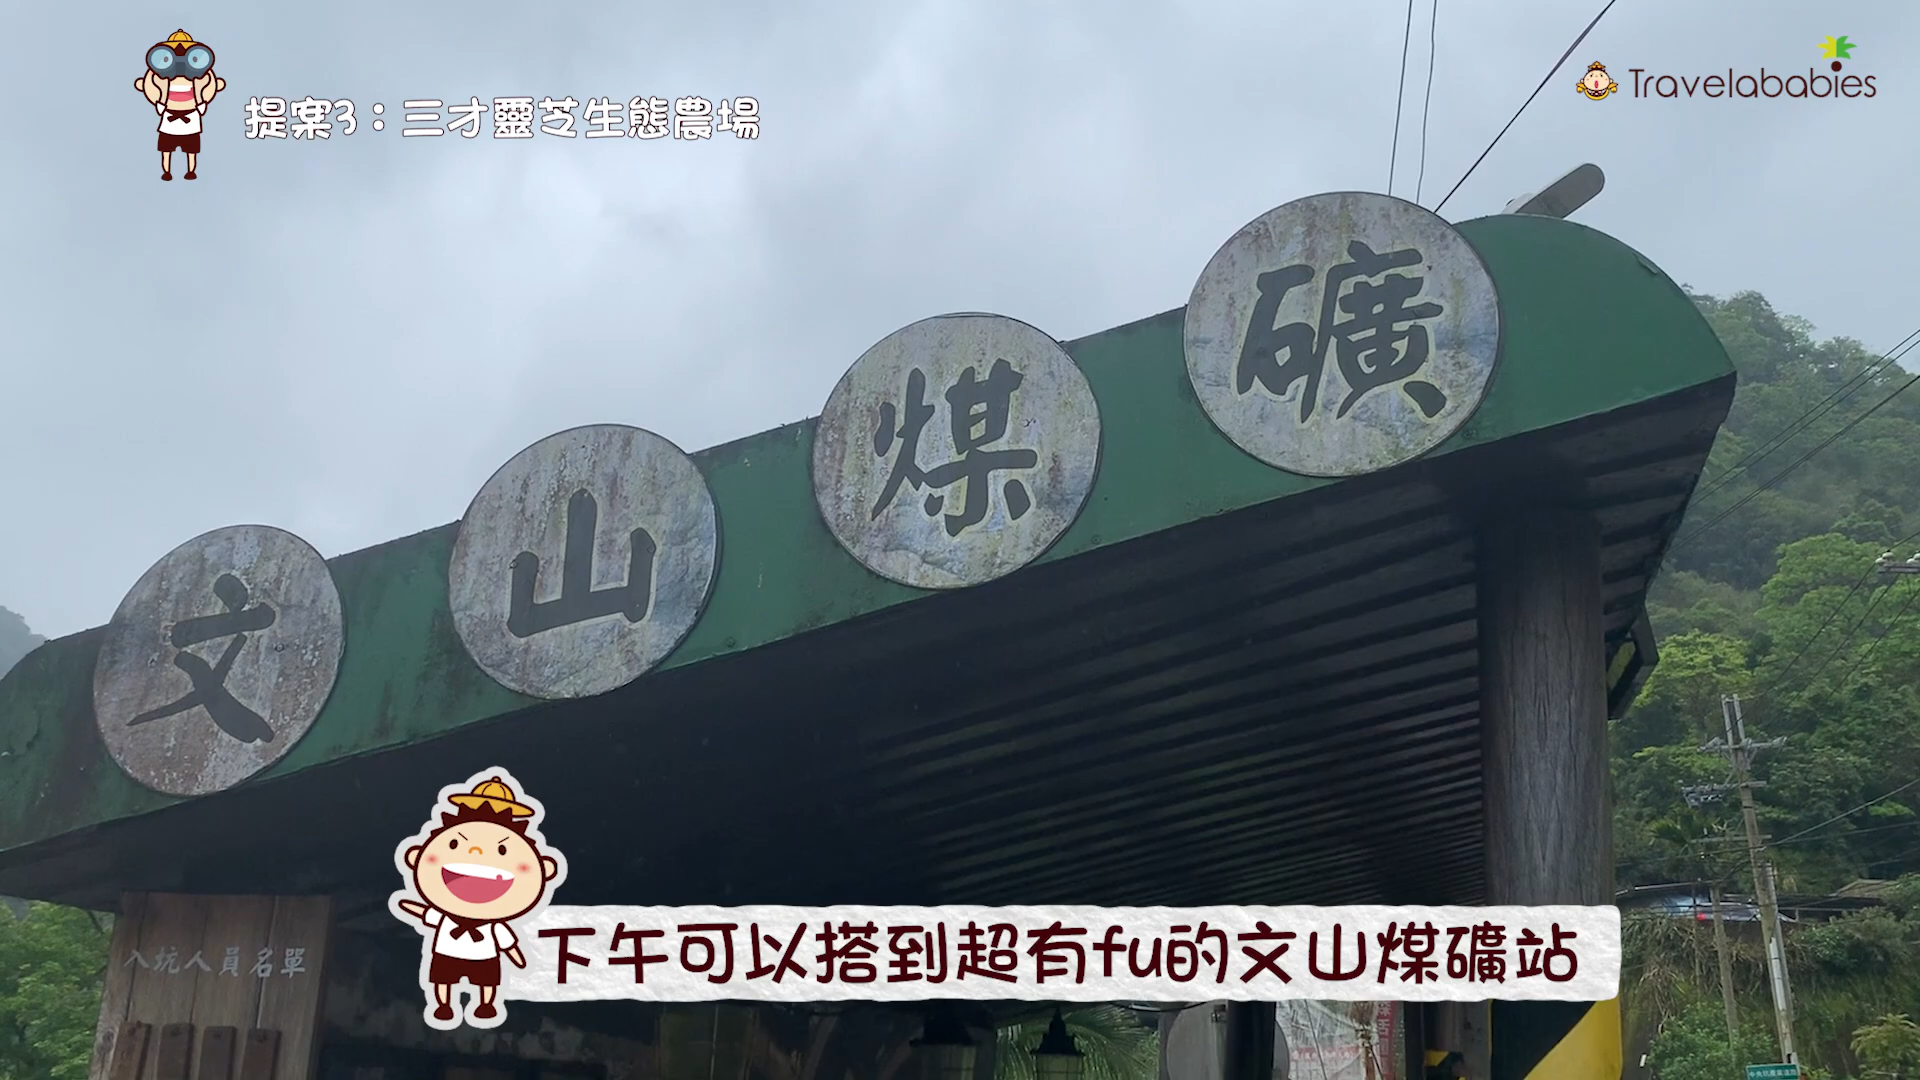 提案3：三才靈芝生態農場
Travelababies
文山煤礦
入坑人員名單
下午可以搭到超有fu的文山煤礦站